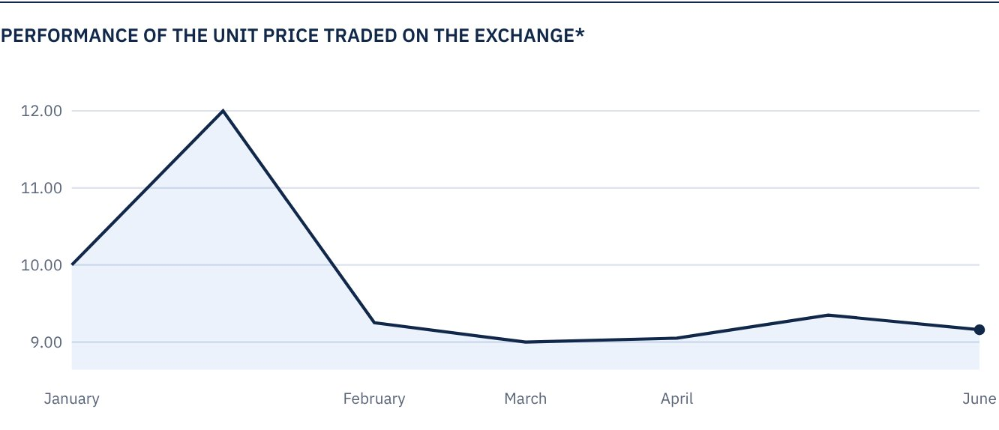 PERFORMANCE OF THE UNIT PRICE TRADED ON THE EXCHANGE*
12.00
11.00
10.00
9.00
January February March April June